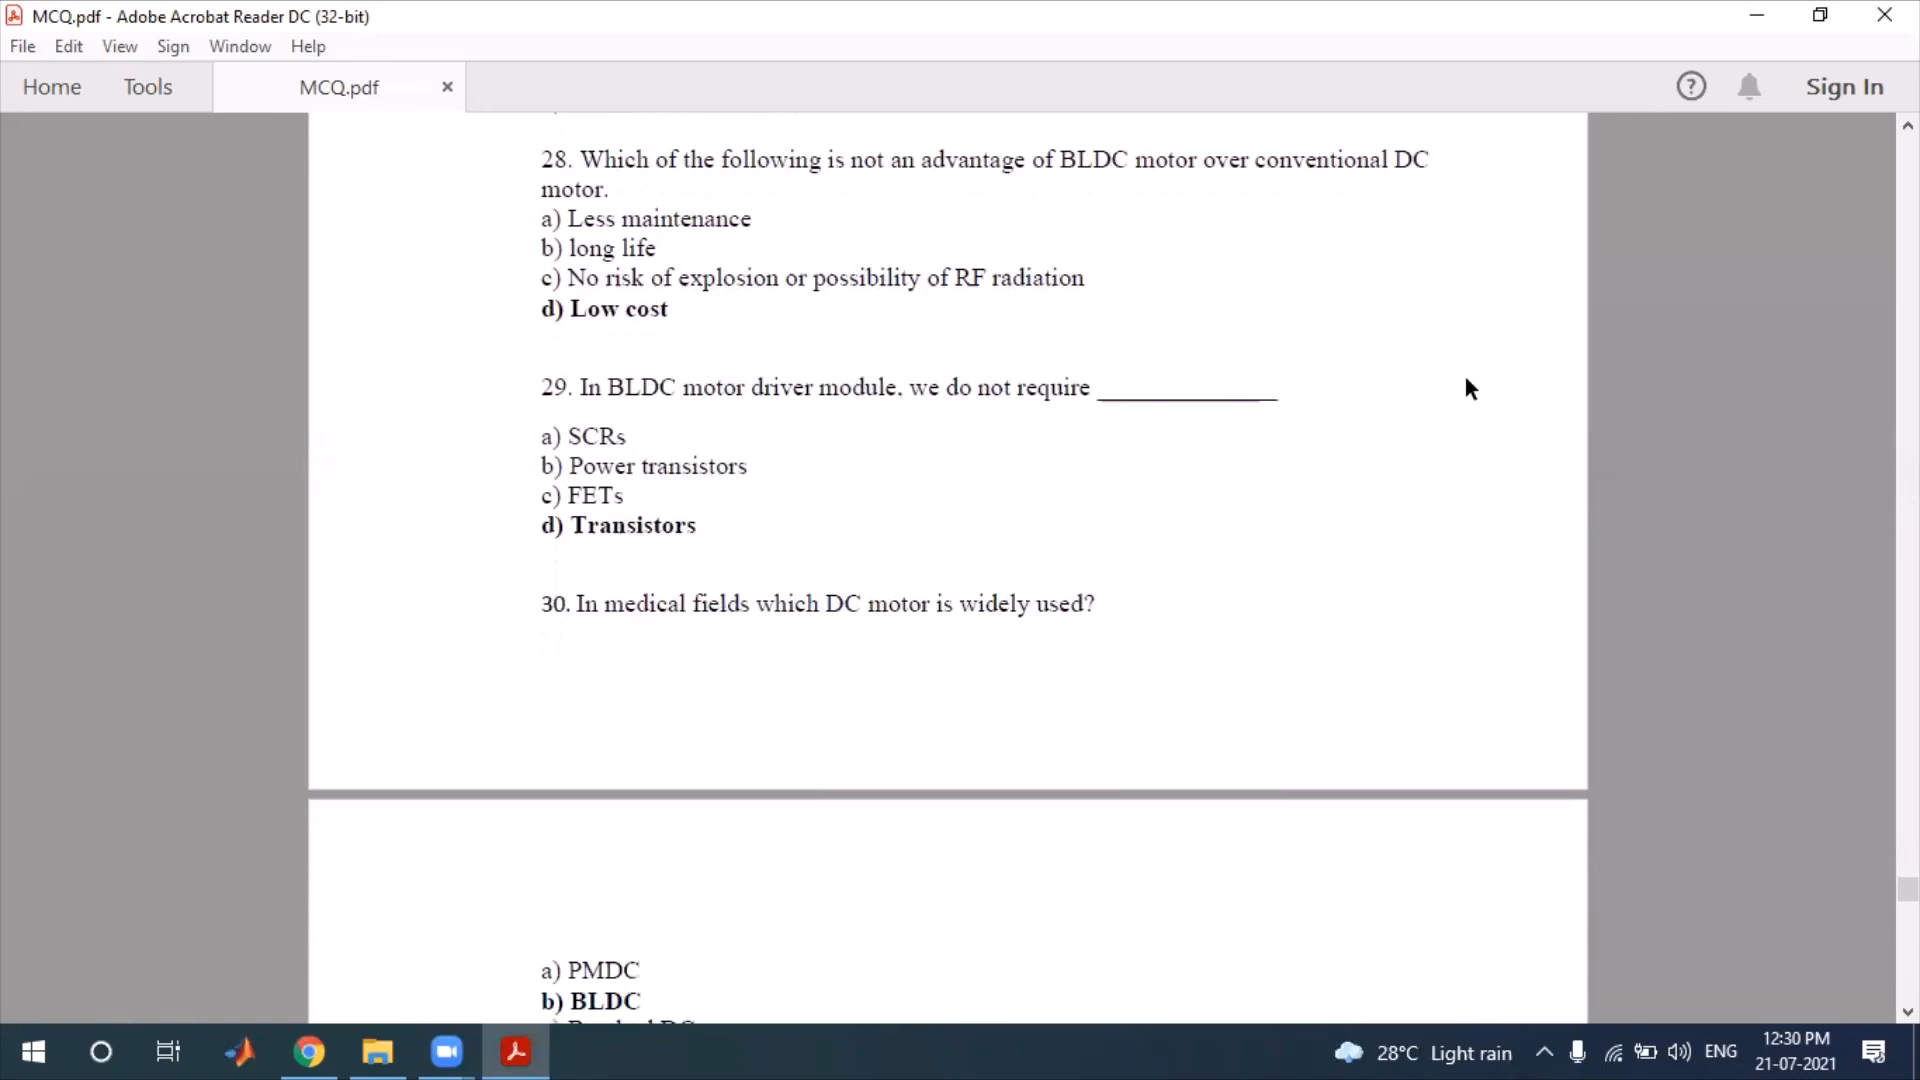 MCQ.pdf - Adobe Acrobat Reader DC (32-bit)
File Edit View Sign Window Help
Home Tools MCQ.pdf × ? Sign In
28. Which of the following is not an advantage of BLDC motor over conventional DC
motor.
a) Less maintenance
b) long life
c) No risk of explosion or possibility of RF radiation
d) Low cost
29. In BLDC motor driver module, we do not require _______________
a) SCRs
b) Power transistors
c) FETs
d) Transistors
30. In medical fields which DC motor is widely used?
a) PMDC
b) BLDC
28°C Light rain ENG 12:30 PM
21-07-2021